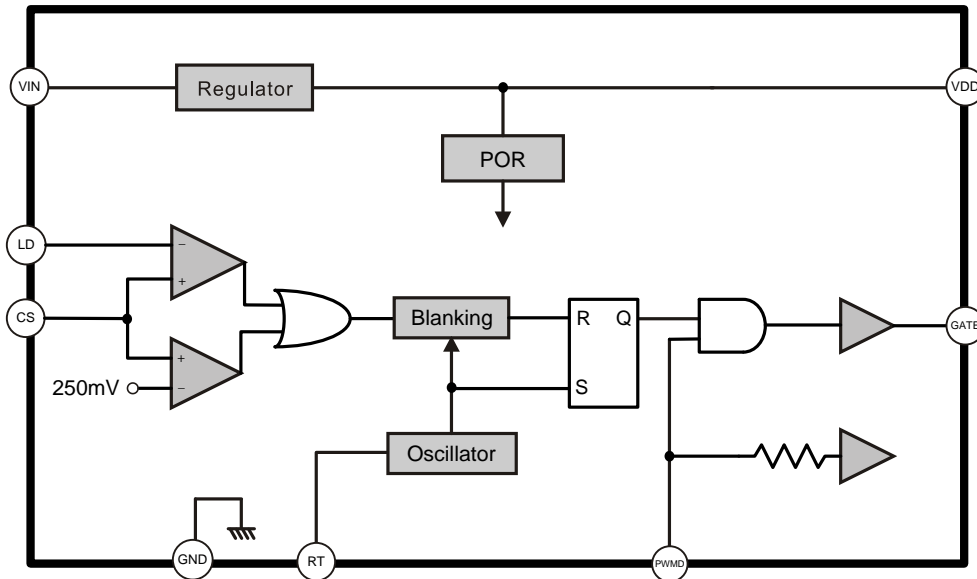 VIN
Regulator
VDD
POR
LD
−
+
CS
+
250mV
−
Blanking
R Q
S
GATE
Oscillator
GND
RT
PWMD